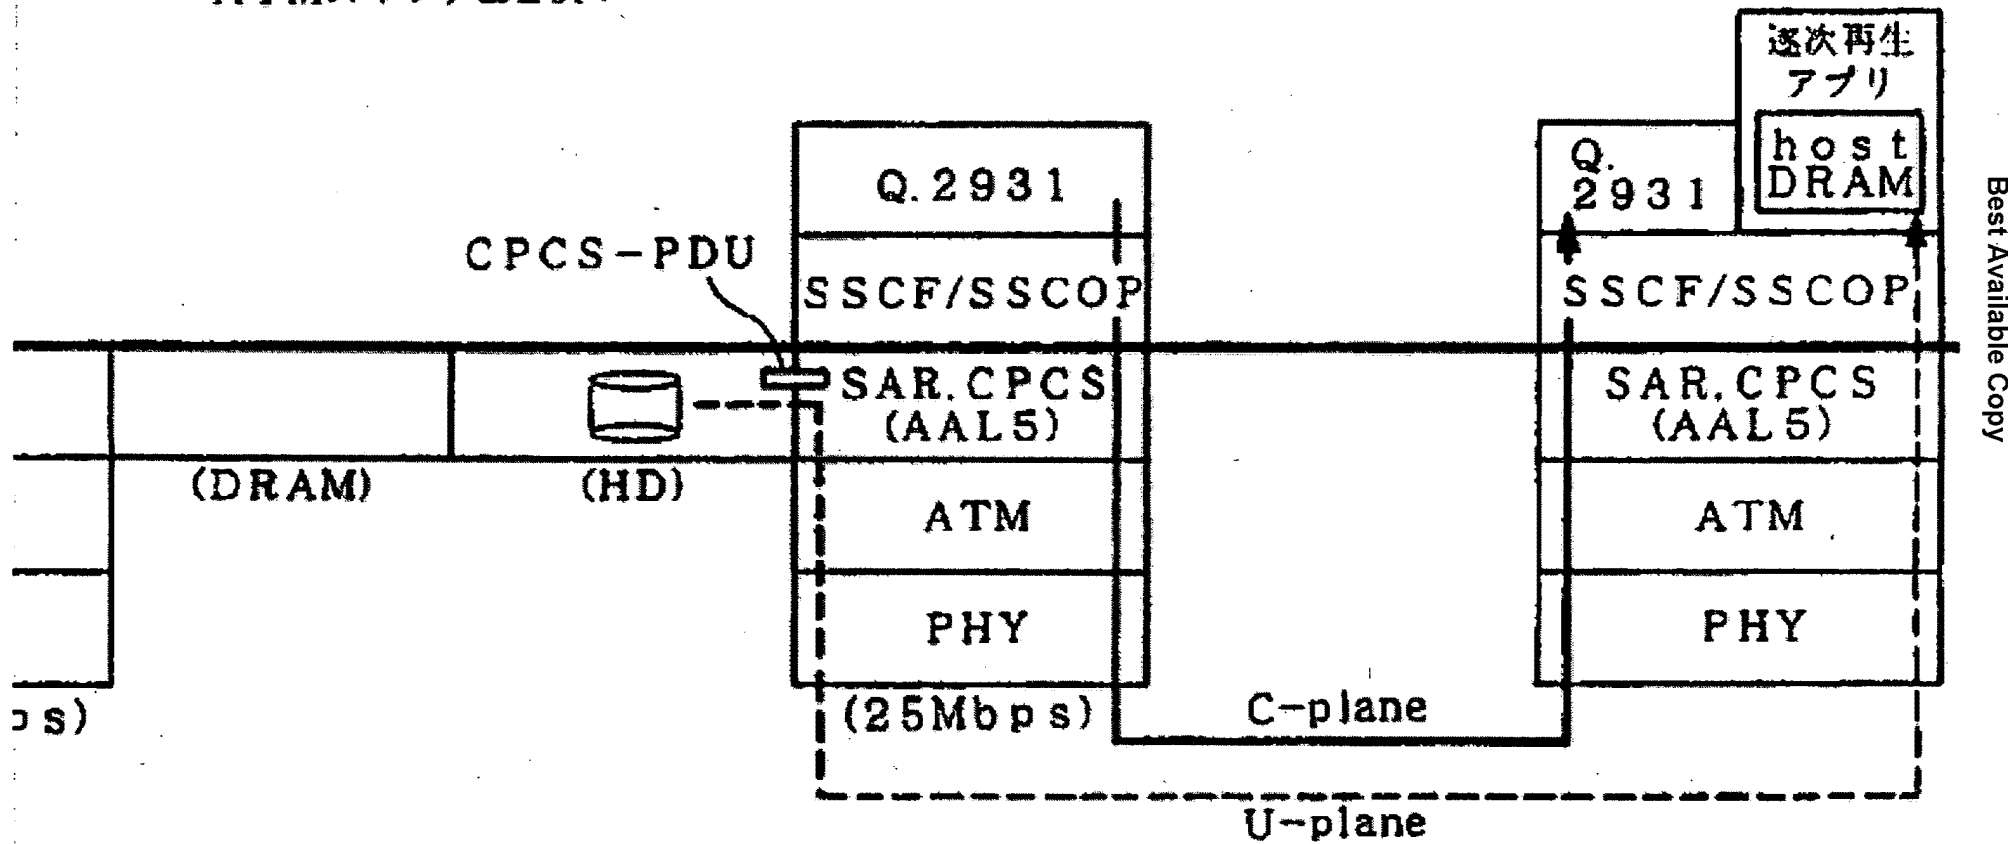 逐次再生
アプリ
host
DRAM
Q.
2931
Q.2931
CPCS-PDU
SSCF/SSCOP
SSCF/SSCOP
SAR.CPCS
(AAL5)
SAR.CPCS
(AAL5)
(DRAM)
(HD)
ATM
ATM
PHY
PHY
(25Mbps)
C-plane
U-plane
Best Available Copy